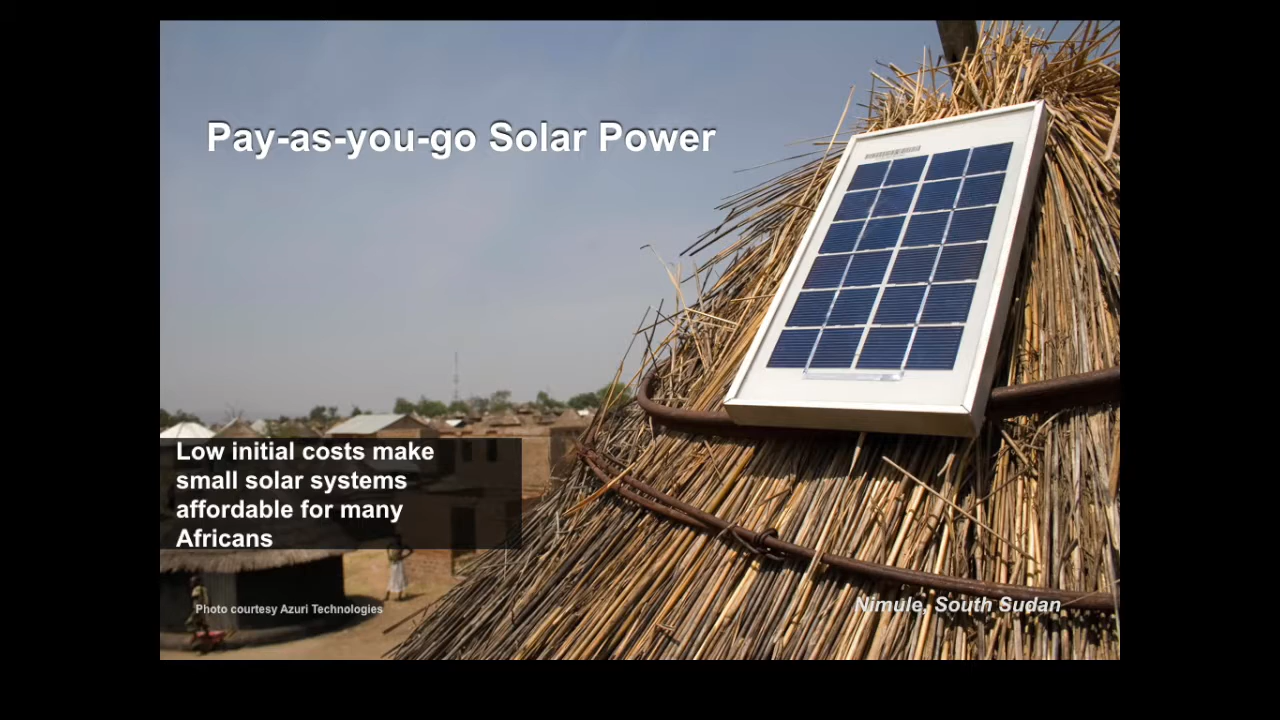 Pay-as-you-go Solar Power
Low initial costs make
small solar systems
affordable for many
Africans
Photo courtesy Azuri Technologies
Nimule, South Sudan